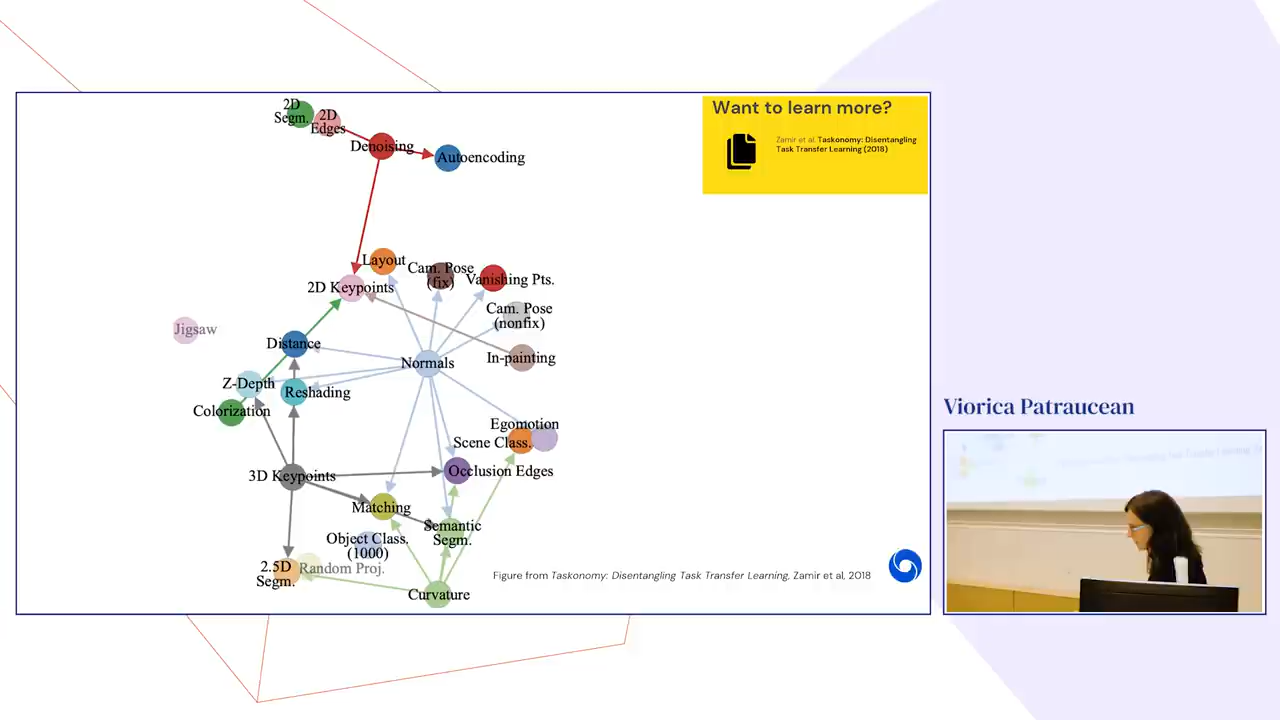 2D
Segm.
2D
Edges
Denoising
Autoencoding
Layout
Cam. Pose
(fix)
Vanishing Pts.
2D Keypoints
Cam. Pose
(nonfix)
Jigsaw
Distance
Normals
In-painting
Z-Depth
Reshading
Colorization
Egomotion
Scene Class.
3D Keypoints
Occlusion Edges
Matching
Semantic
Segm.
Object Class.
(1000)
2.5D
Segm.
Random Proj.
Curvature
Want to learn more?
Zamir et al. Taskonomy: Disentangling
Task Transfer Learning (2018)
Figure from Taskonomy: Disentangling Task Transfer Learning, Zamir et al, 2018
Viorica Patraucean